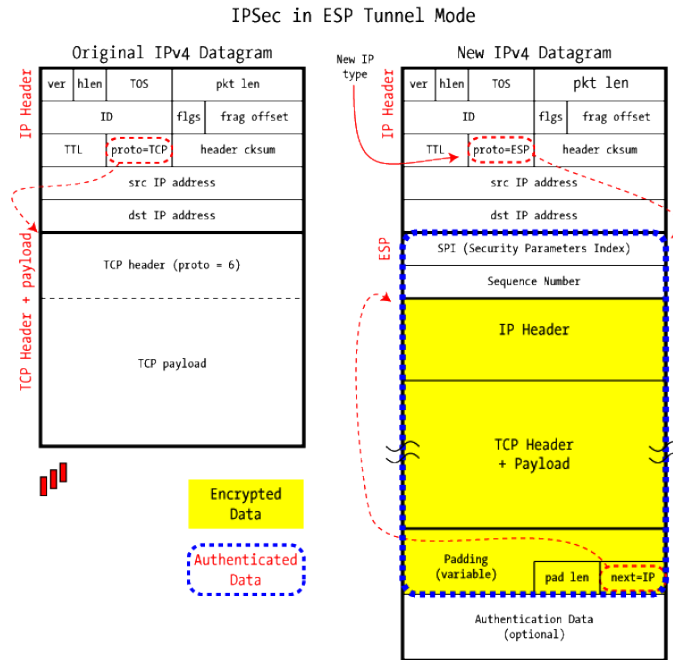 IPSec in ESP Tunnel Mode
Original IPv4 Datagram
IP Header
ver hlen TOS pkt len
ID flgs frag offset
TTL proto=TCP header cksum
src IP address
dst IP address
TCP Header + payload
TCP header (proto = 6)
TCP payload
Encrypted
Data
Authenticated
Data
New IPv4 Datagram
New IP
type
IP Header
ver hlen TOS pkt len
ID flgs frag offset
TTL proto=ESP header cksum
src IP address
dst IP address
ESP
SPI (Security Parameters Index)
Sequence Number
IP Header
TCP Header
+ Payload
Padding
(variable)
pad len next=IP
Authentication Data
(optional)